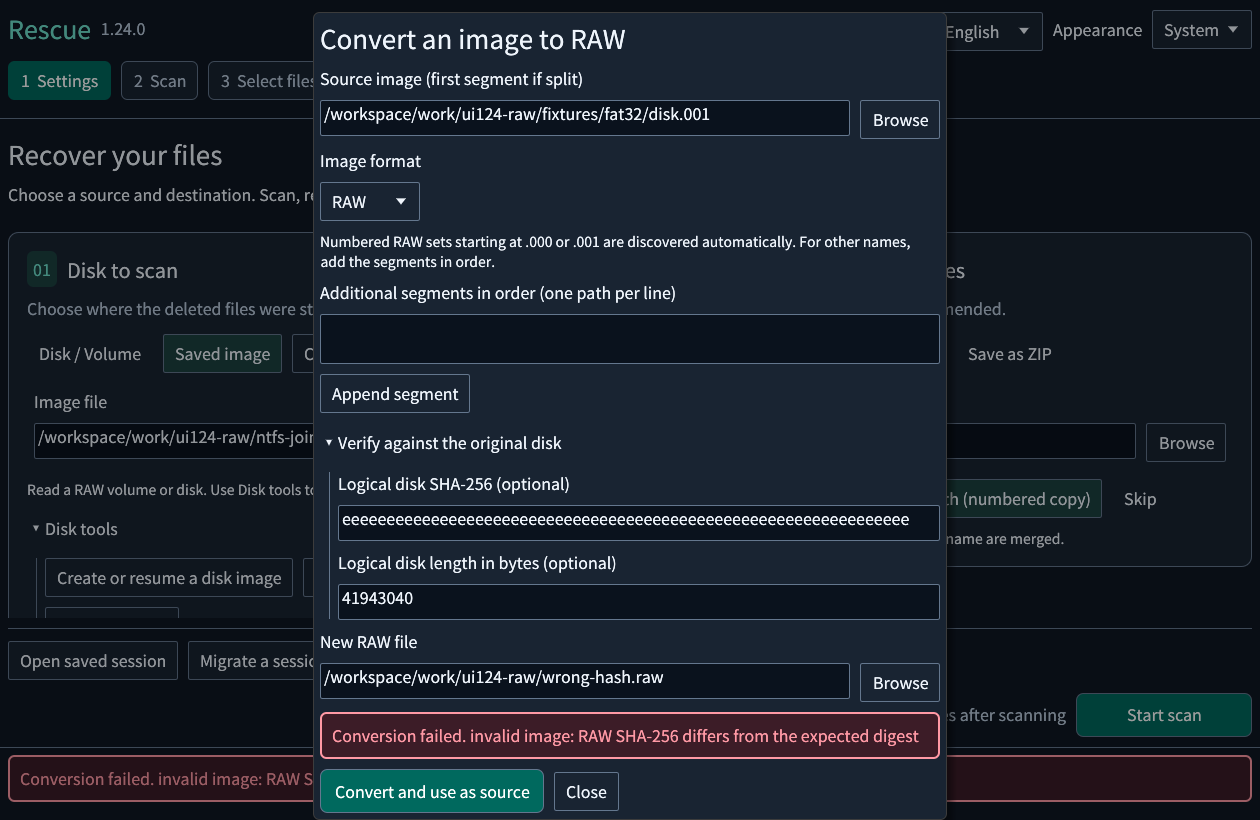 Rescue 1.24.0
English
Appearance
System
1 Settings
2 Scan
3 Select files
Recover your files
Choose a source and destination. Scan,
01 Disk to scan
Choose where the deleted files were
Disk / Volume
Saved image
Image file
/workspace/work/ui124-raw/ntfs-join
Read a RAW volume or disk. Use Disk tools to
Disk tools
Create or resume a disk image
Open saved session
Migrate a
Conversion failed. invalid image: RAW
Convert an image to RAW
Source image (first segment if split)
/workspace/work/ui124-raw/fixtures/fat32/disk.001
Browse
Image format
RAW
Numbered RAW sets starting at .000 or .001 are discovered automatically. For other names,
add the segments in order.
Additional segments in order (one path per line)
Append segment
Verify against the original disk
Logical disk SHA-256 (optional)
eeeeeeeeeeeeeeeeeeeeeeeeeeeeeeeeeeeeeeeeeeeeeeeeeeeeeeeeeeeeeeee
Logical disk length in bytes (optional)
41943040
New RAW file
/workspace/work/ui124-raw/wrong-hash.raw
Browse
Conversion failed. invalid image: RAW SHA-256 differs from the expected digest
Convert and use as source
Close
Save as ZIP
Browse
(numbered copy)
Skip
name are merged.
after scanning
Start scan